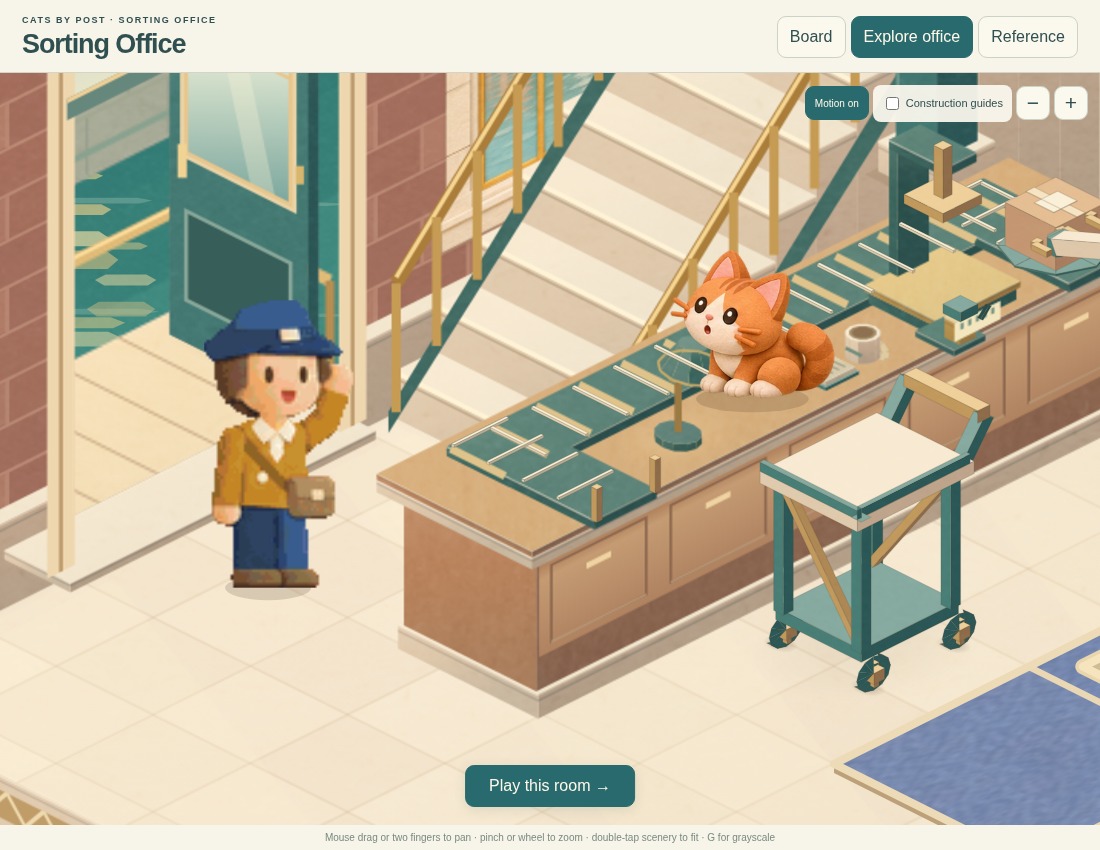 CATS BY POST · SORTING OFFICE
Sorting Office
Board
Explore office
Reference
Motion on
Construction guides
−
+
Play this room →
Mouse drag or two fingers to pan · pinch or wheel to zoom · double-tap scenery to fit · G for grayscale